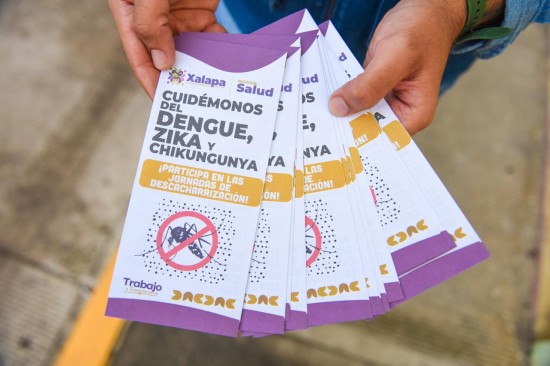 Xalapa Salud
CUIDÉMONOS
DEL
DENGUE,
ZIKA Y
CHIKUNGUNYA
¡PARTICIPA EN LAS
JORNADAS DE
DESCACHARRIZACIÓN!
Trabajo